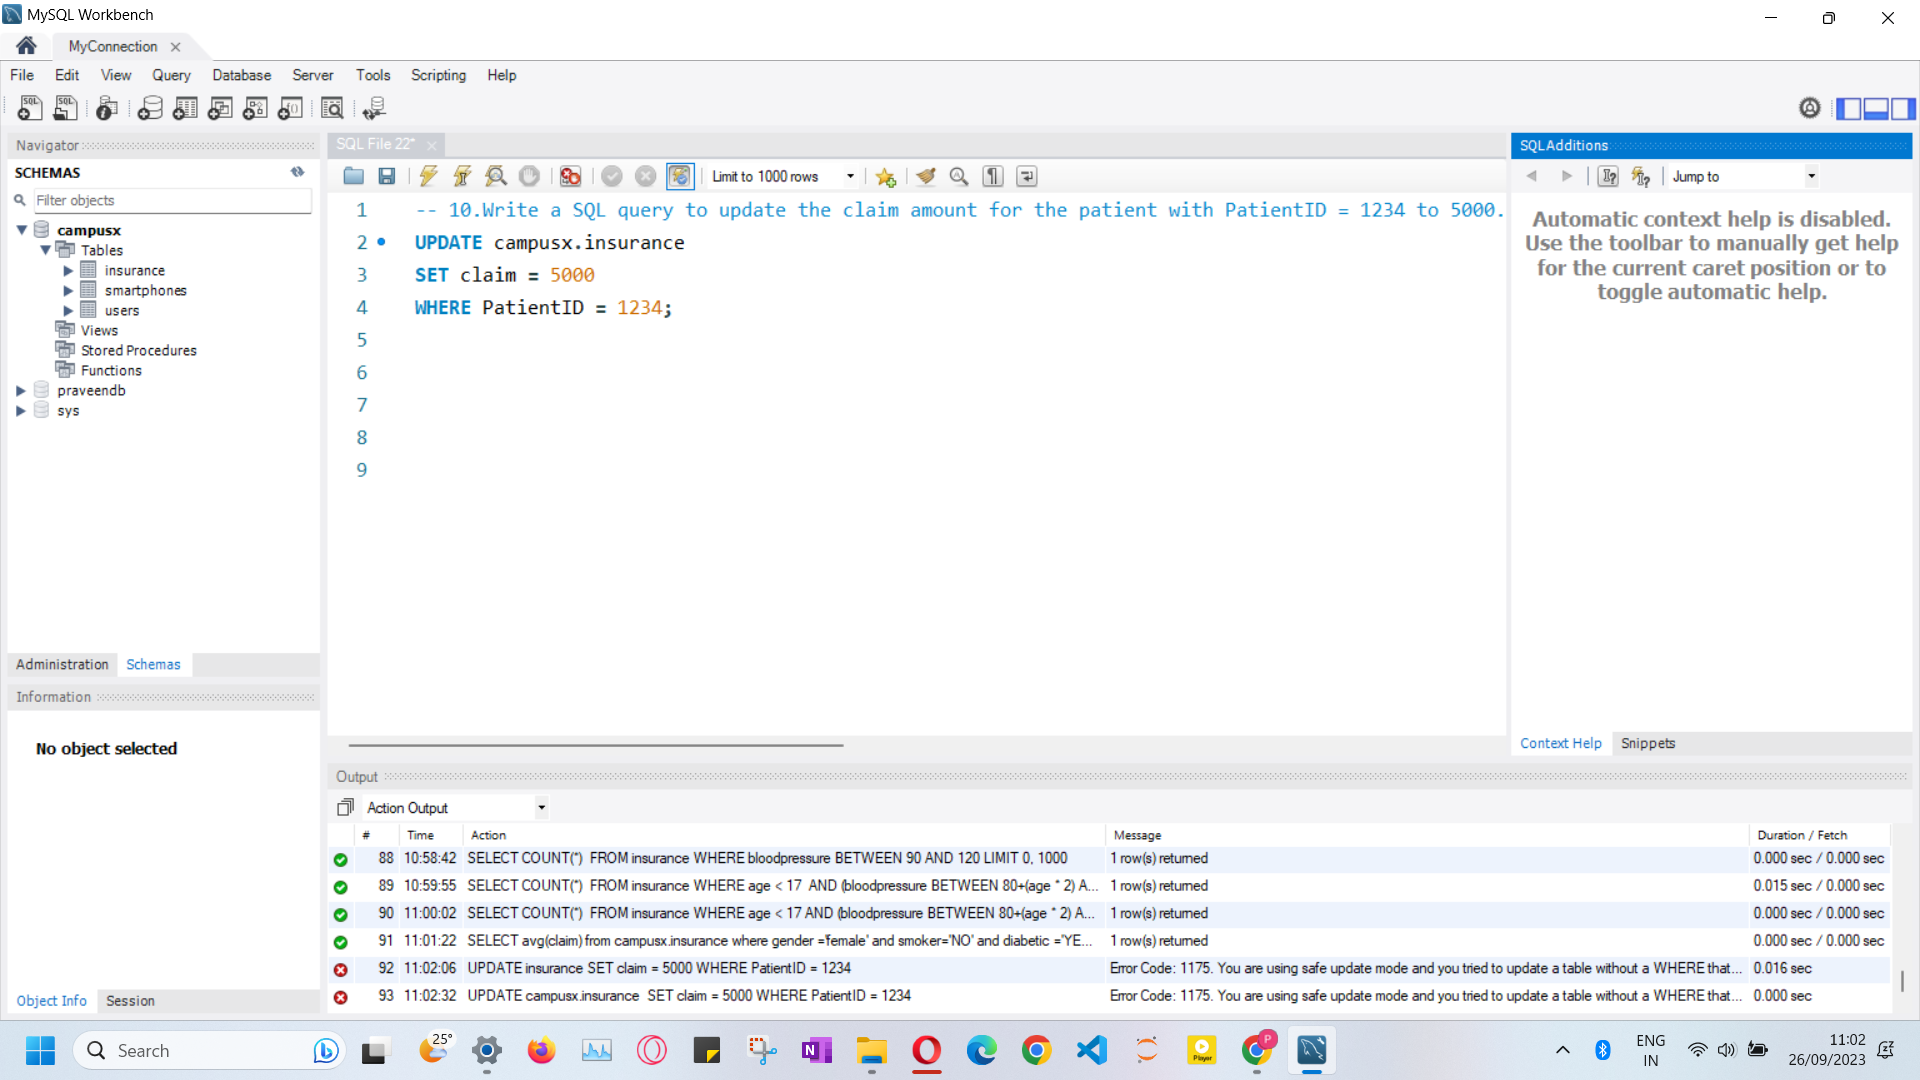 MySQL Workbench
MyConnection
File Edit View Query Database Server Tools Scripting Help
Navigator
SCHEMAS
Filter objects
campusx
Tables
insurance
smartphones
users
Views
Stored Procedures
Functions
praveendb
sys
Administration Schemas
Information
No object selected
Object Info Session
SQL File 22*
Limit to 1000 rows
1 -- 10.Write a SQL query to update the claim amount for the patient with PatientID = 1234 to 5000.
2 UPDATE campusx.insurance
3 SET claim = 5000
4 WHERE PatientID = 1234;
5
6
7
8
9
SQLAdditions
Jump to
Automatic context help is disabled.
Use the toolbar to manually get help
for the current caret position or to
toggle automatic help.
Context Help Snippets
Output
Action Output
# Time Action Message Duration / Fetch
88 10:58:42 SELECT COUNT(*) FROM insurance WHERE bloodpressure BETWEEN 90 AND 120 LIMIT 0, 1000 1 row(s) returned 0.000 sec / 0.000 sec
89 10:59:55 SELECT COUNT(*) FROM insurance WHERE age < 17 AND (bloodpressure BETWEEN 80+(age * 2) A... 1 row(s) returned 0.015 sec / 0.000 sec
90 11:00:02 SELECT COUNT(*) FROM insurance WHERE age < 17 AND (bloodpressure BETWEEN 80+(age * 2) A... 1 row(s) returned 0.000 sec / 0.000 sec
91 11:01:22 SELECT avg(claim) from campusx.insurance where gender ='female' and smoker='NO' and diabetic ='YE... 1 row(s) returned 0.000 sec / 0.000 sec
92 11:02:06 UPDATE insurance SET claim = 5000 WHERE PatientID = 1234 Error Code: 1175. You are using safe update mode and you tried to update a table without a WHERE that... 0.016 sec
93 11:02:32 UPDATE campusx.insurance SET claim = 5000 WHERE PatientID = 1234 Error Code: 1175. You are using safe update mode and you tried to update a table without a WHERE that... 0.000 sec
Search
25°
Player
P
ENG
IN
11:02
26/09/2023